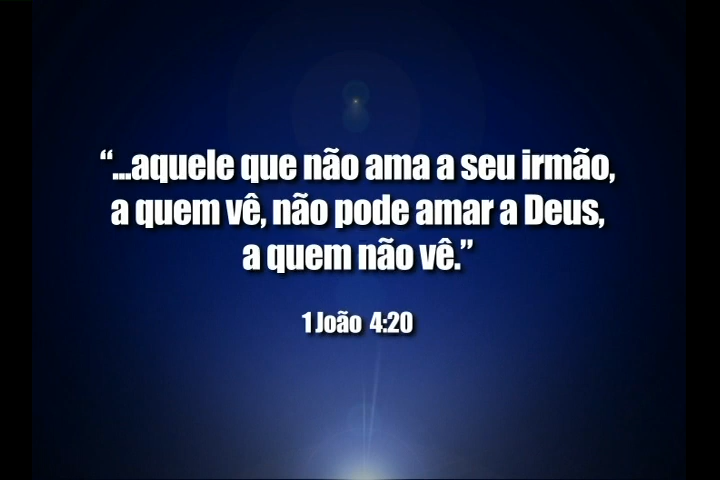 “...aquele que não ama a seu irmão,
a quem vê, não pode amar a Deus,
a quem não vê.”
1 João 4:20